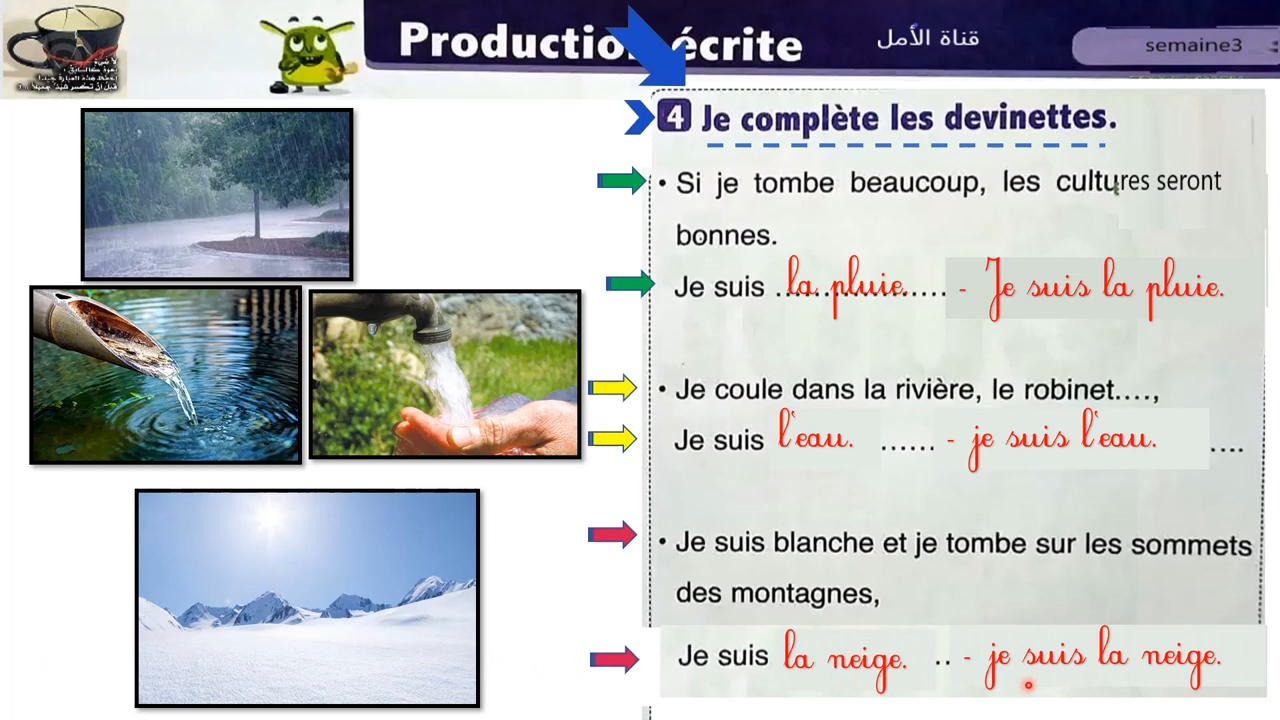 Production écrite
قناة الأمل
semaine3
4 Je complète les devinettes.
• Si je tombe beaucoup, les cultures seront
bonnes.
Je suis la pluie. - Je suis la pluie.
• Je coule dans la rivière, le robinet….,
Je suis l'eau. …… - je suis l'eau. ….
• Je suis blanche et je tombe sur les sommets
des montagnes,
Je suis la neige. .. - je suis la neige.